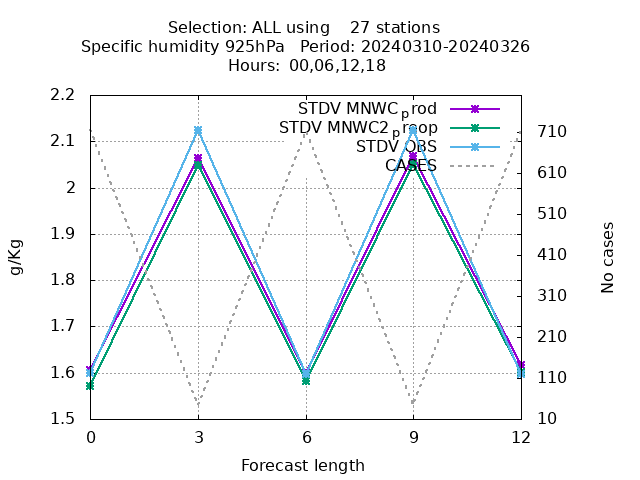 Selection: ALL using    27 stations
Specific humidity 925hPa   Period: 20240310-20240326
Hours: 00,06,12,18
STDV MNWCprod
STDV MNWC2preop
STDV OBS
CASES
g/Kg
2.2
2.1
2
1.9
1.8
1.7
1.6
1.5
No cases
710
610
510
410
310
210
110
10
0 3 6 9 12
Forecast length